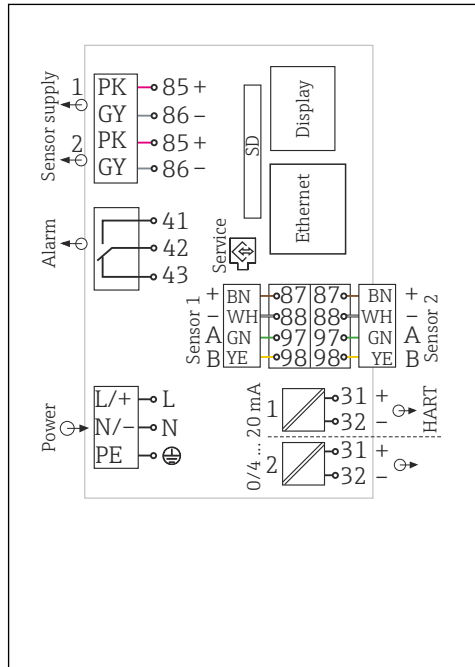 Sensor supply
1 PK 85 +
GY 86 -
2 PK 85 +
GY 86 -
Display
SD
Ethernet
Alarm
41
42
43
Service
Sensor 1
+ BN 87 87 BN +
- WH 88 88 WH -
A GN 97 97 GN A
B YE 98 98 YE B
Sensor 2
Power
L/+ L
N/- N
PE
0/4 ... 20 mA
1 31 +
32 -
HART
2 31 +
32 -